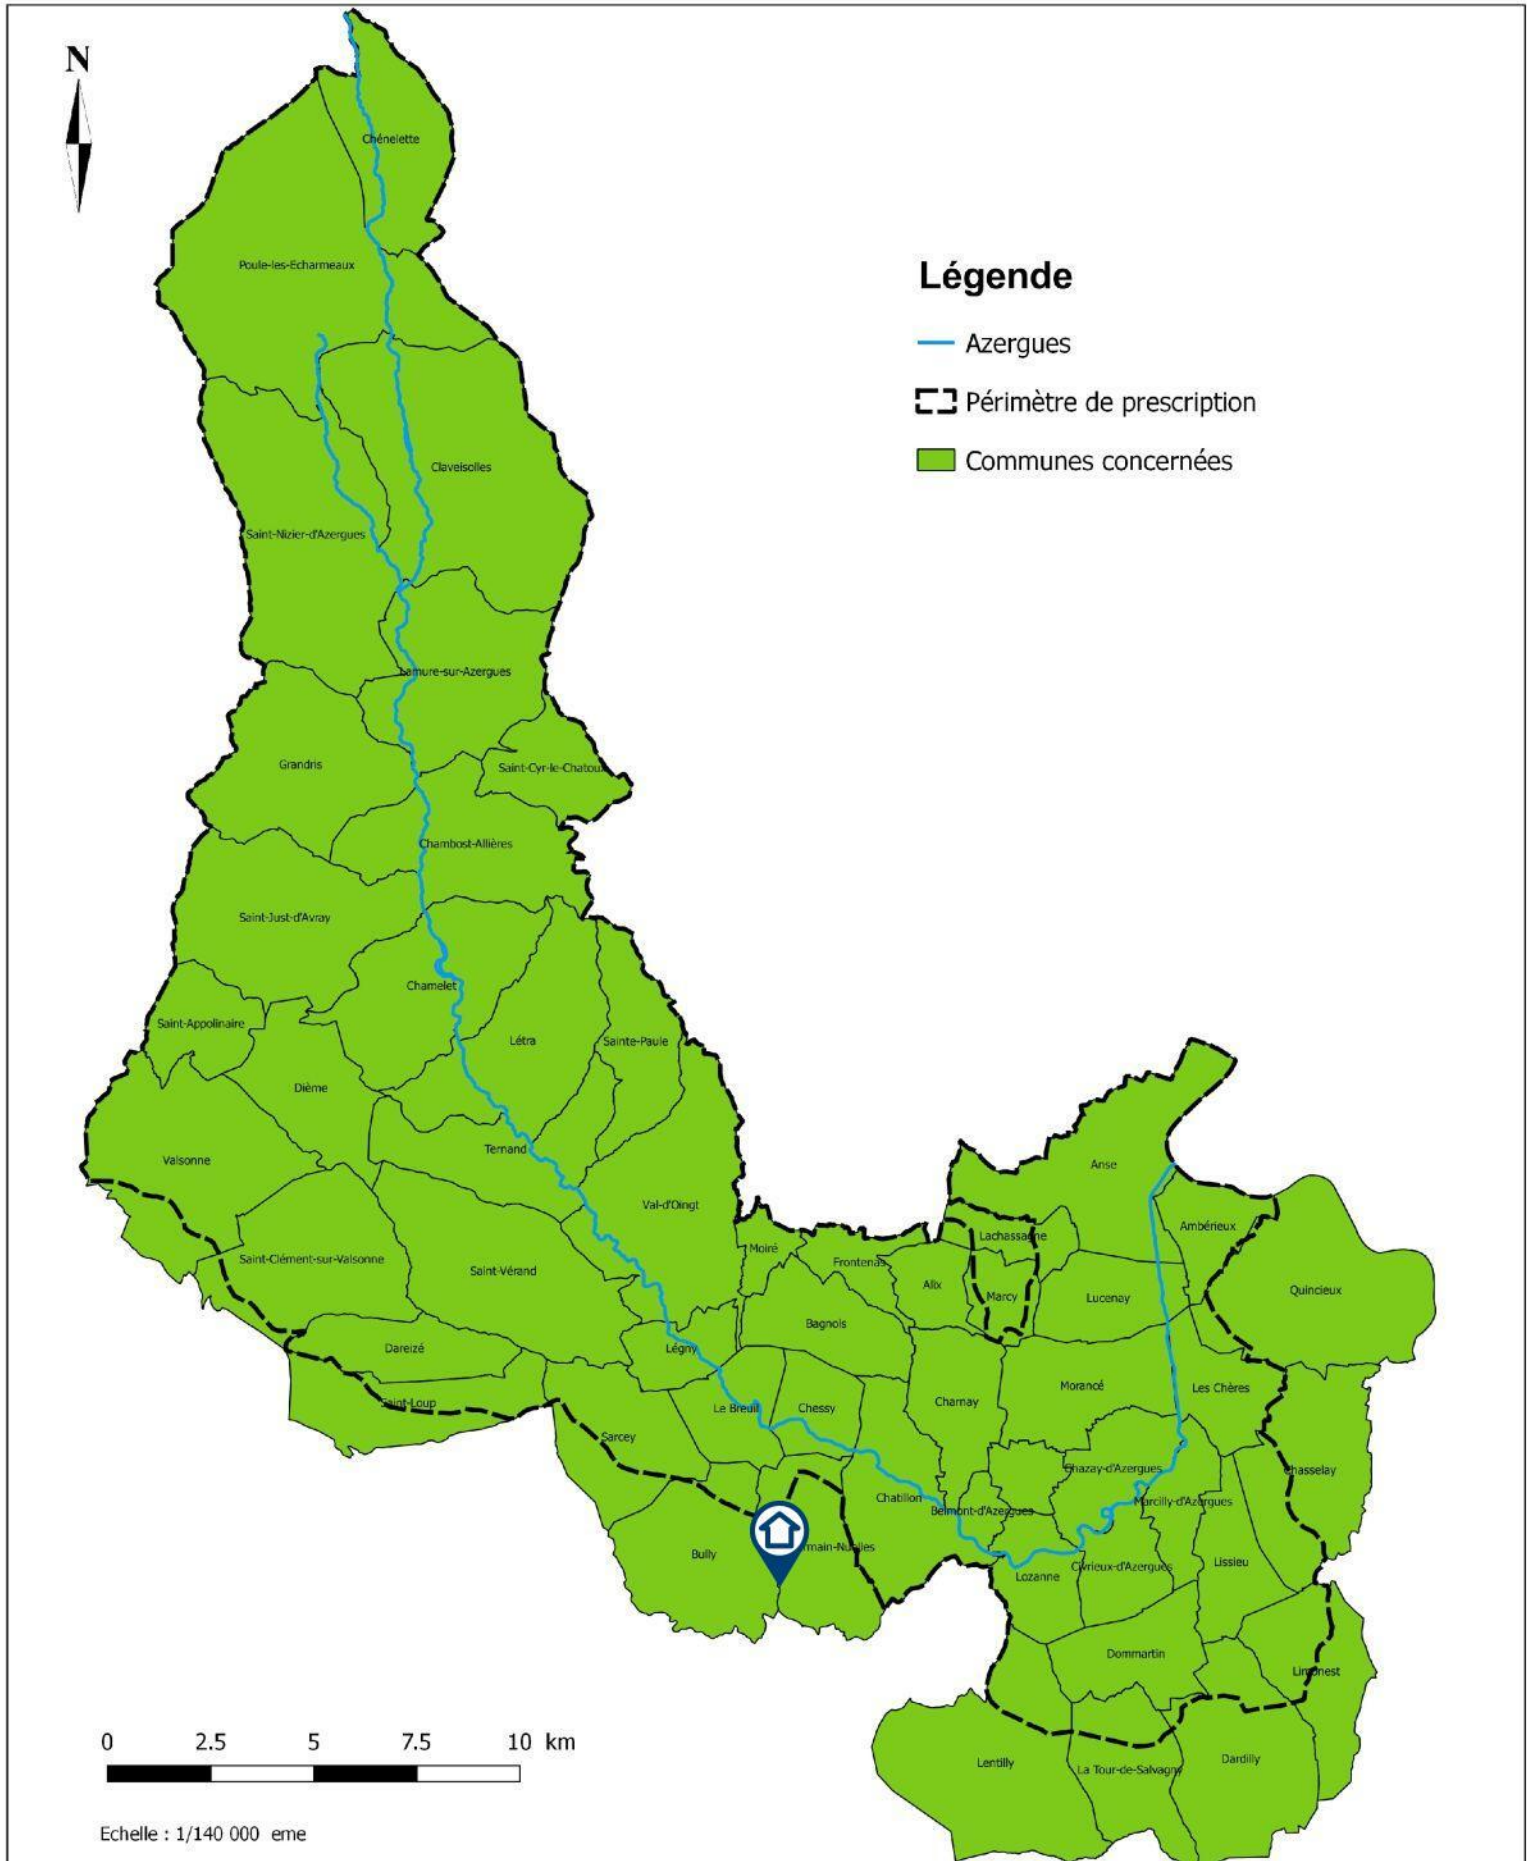 N
Chénelette
Poule-les-Echarmeaux
Légende
Azergues
Périmètre de prescription
Communes concernées
Claveisolles
Saint-Nizier-d'Azergues
Lamure-sur-Azergues
Grandris
Saint-Cyr-le-Chatoux
Chambost-Allières
Saint-Just-d'Avray
Chamelet
Saint-Appolinaire
Létra
Sainte-Paule
Dième
Ternand
Valsonne
Anse
Val-d'Oingt
Ambérieux
Lachassagne
Moiré
Saint-Clément-sur-Valsonne
Frontenas
Saint-Vérand
Alix
Marcy
Lucenay
Quincieux
Bagnols
Dareizé
Légny
Morancé
Les Chères
Saint-Loup
Le Breuil
Chessy
Charnay
Sarcey
Chazay-d'Azergues
Chasselay
Chatillon
Marcilly-d'Azergues
Belmont-d'Azergues
Bully
rmain-Nuelles
Civrieux-d'Azergues
Lissieu
Lozanne
Dommartin
Limonest
Lentilly
La Tour-de-Salvagny
Dardilly
0 2.5 5 7.5 10 km
Echelle : 1/140 000 eme